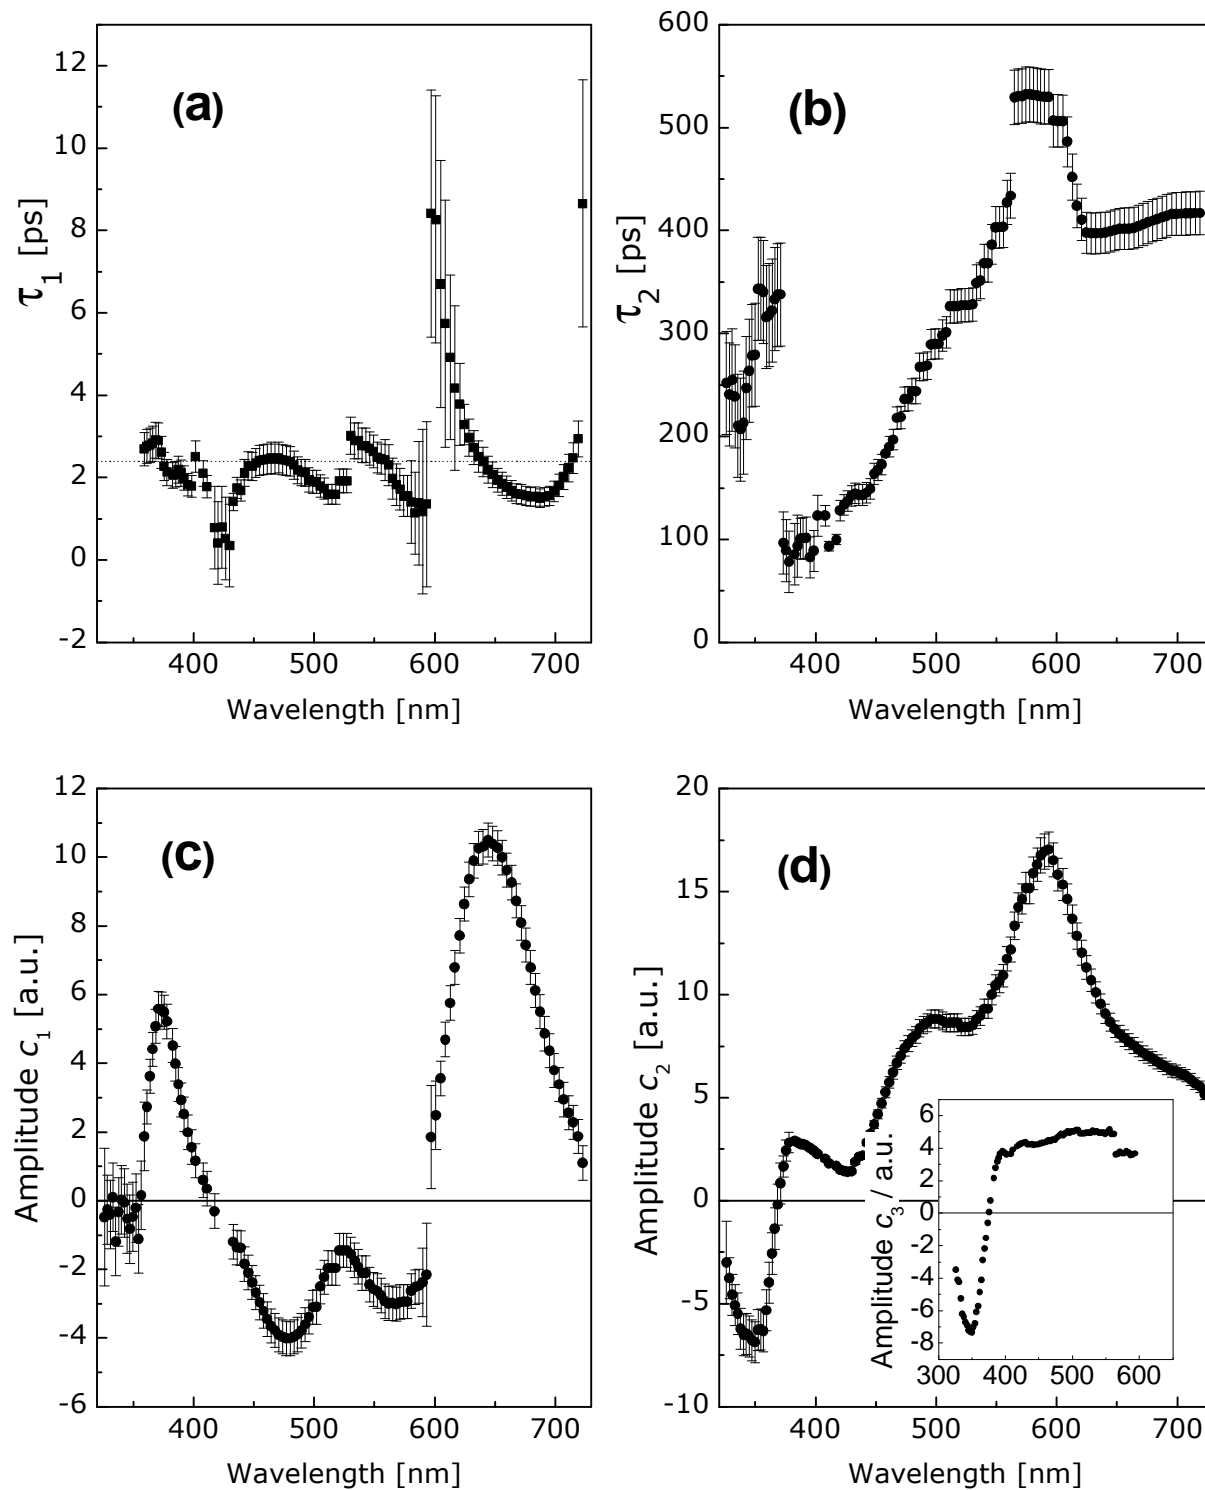 (a)
12
10
8
6
4
2
0
-2
τ1 [ps]
400 500 600 700
Wavelength [nm]
(b)
600
500
400
300
200
100
0
τ2 [ps]
400 500 600 700
Wavelength [nm]
(c)
12
10
8
6
4
2
0
-2
-4
-6
Amplitude c1 [a.u.]
400 500 600 700
Wavelength [nm]
(d)
20
15
10
5
0
-5
-10
Amplitude c2 [a.u.]
6
4
2
0
-2
-4
-6
-8
Amplitude c3 / a.u.
300 400 500 600
400 500 600 700
Wavelength [nm]